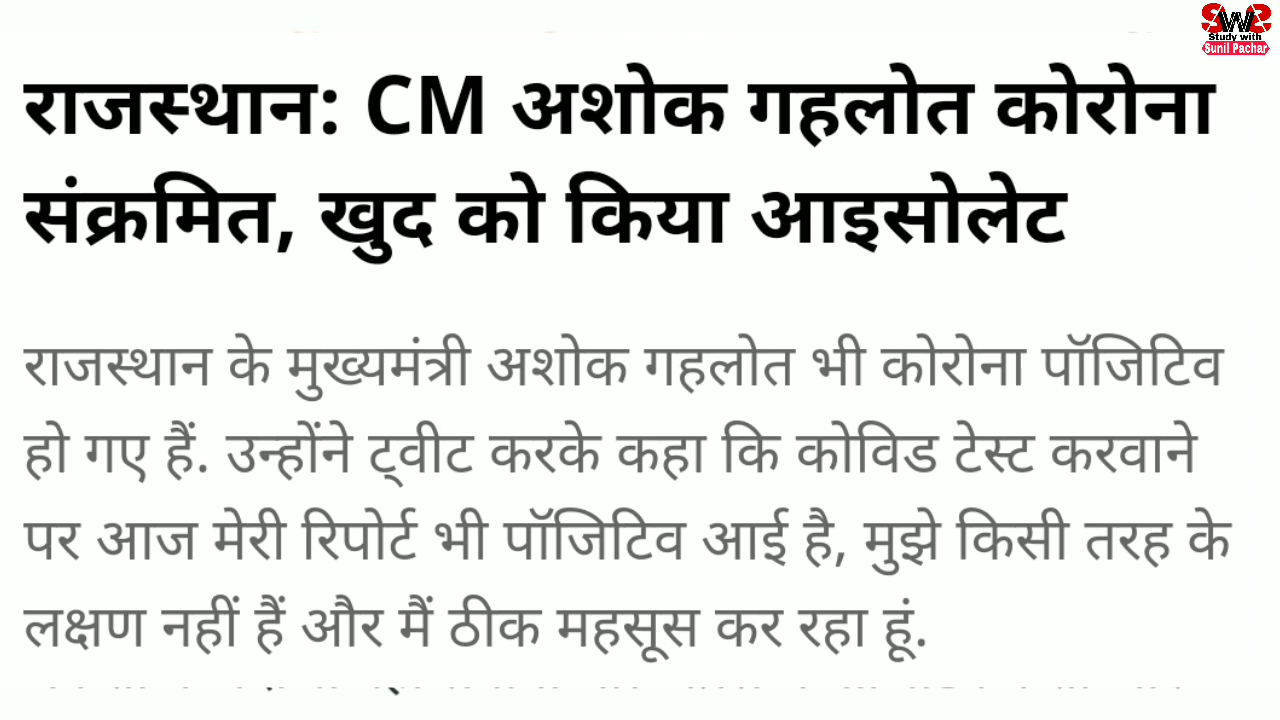 SWS
Study with
Sunil Pachar
राजस्थान: CM अशोक गहलोत कोरोना
संक्रमित, खुद को किया आइसोलेट
राजस्थान के मुख्यमंत्री अशोक गहलोत भी कोरोना पॉजिटिव
हो गए हैं. उन्होंने ट्वीट करके कहा कि कोविड टेस्ट करवाने
पर आज मेरी रिपोर्ट भी पॉजिटिव आई है, मुझे किसी तरह के
लक्षण नहीं हैं और मैं ठीक महसूस कर रहा हूं.